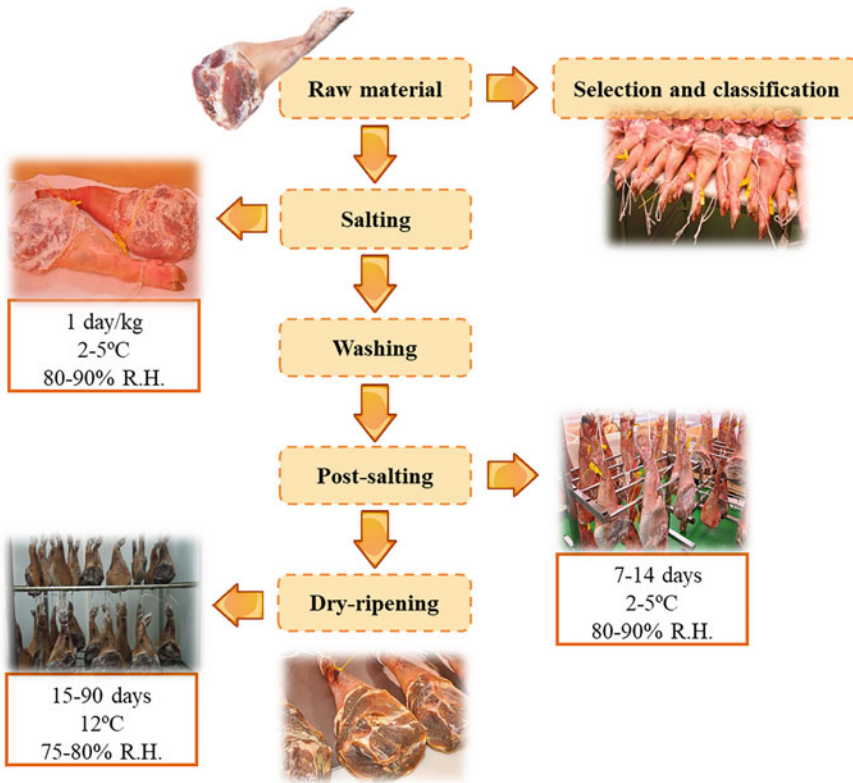 Raw material
Selection and classification
Salting
1 day/kg
2-5ºC
80-90% R.H.
Washing
Post-salting
7-14 days
2-5ºC
80-90% R.H.
Dry-ripening
15-90 days
12ºC
75-80% R.H.